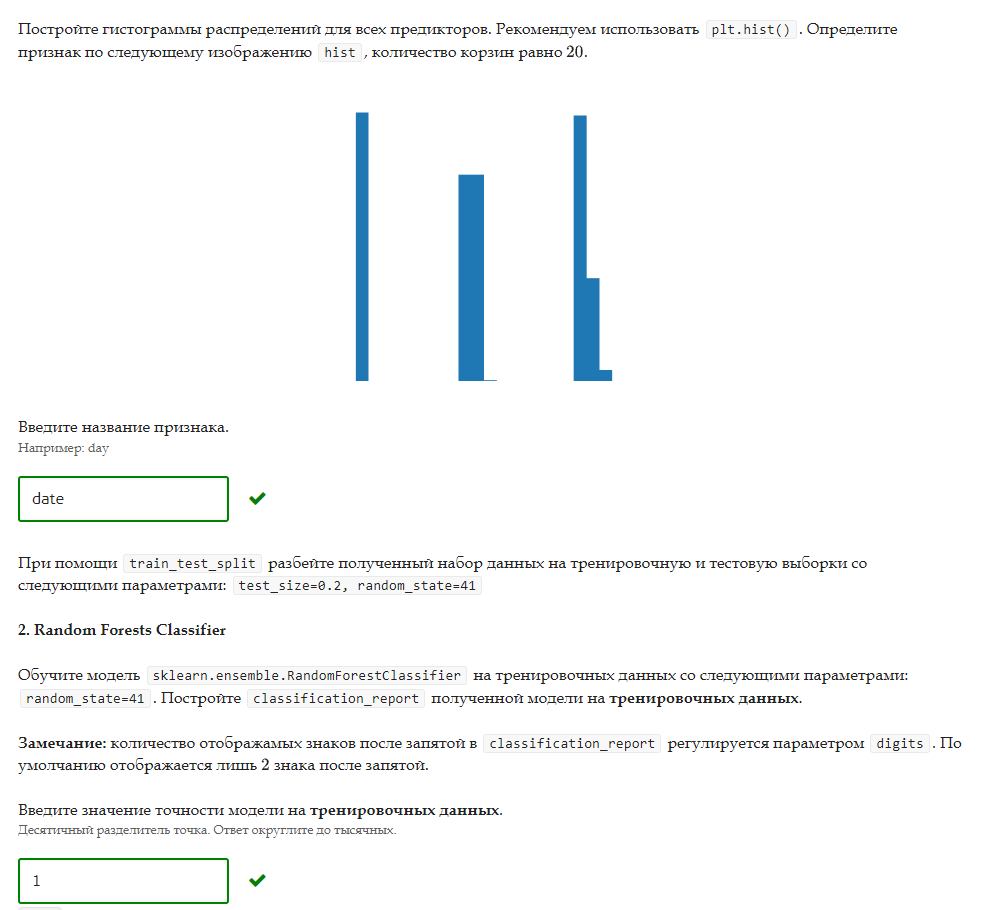 Постройте гистограммы распределений для всех предикторов. Рекомендуем использовать plt.hist() . Определите
признак по следующему изображению hist , количество корзин равно 20.
Введите название признака.
Например: day
date
При помощи train_test_split разбейте полученный набор данных на тренировочную и тестовую выборки со
следующими параметрами: test_size=0.2, random_state=41
2. Random Forests Classifier
Обучите модель sklearn.ensemble.RandomForestClassifier на тренировочных данных со следующими параметрами:
random_state=41 . Постройте classification_report полученной модели на тренировочных данных.
Замечание: количество отображамых знаков после запятой в classification_report регулируется параметром digits . По
умолчанию отображается лишь 2 знака после запятой.
Введите значение точности модели на тренировочных данных.
Десятичный разделитель точка. Ответ округлите до тысячных.
1